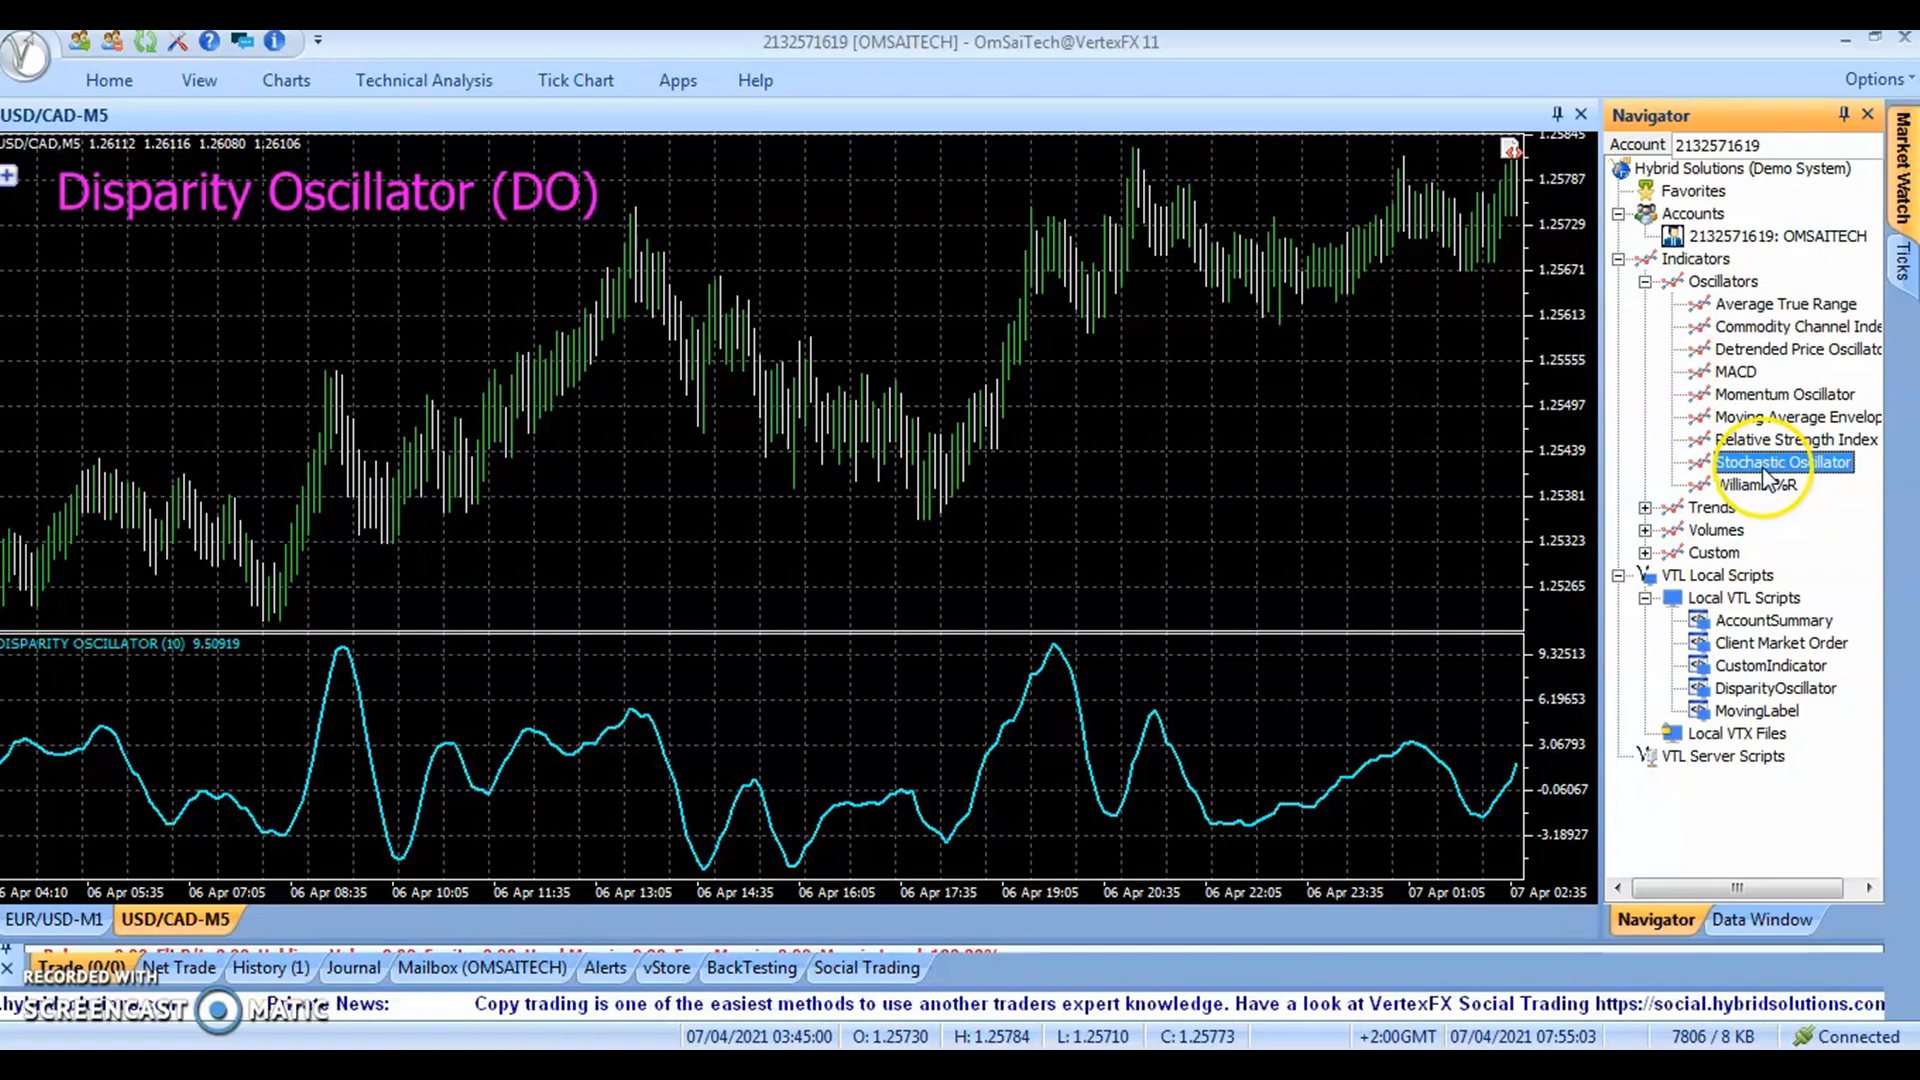 2132571619 [OMSAITECH] - OmSaiTech@VertexFX 11
Home View Charts Technical Analysis Tick Chart Apps Help Options
USD/CAD-M5
USD/CAD,M5 1.26112 1.26116 1.26080 1.26106
Disparity Oscillator (DO)
1.25845
1.25787
1.25729
1.25671
1.25613
1.25555
1.25497
1.25439
1.25381
1.25323
1.25265
DISPARITY OSCILLATOR (10) 9.50919
9.32513
6.19653
3.06793
-0.06067
-3.18927
6 Apr 04:10 06 Apr 05:35 06 Apr 07:05 06 Apr 08:35 06 Apr 10:05 06 Apr 11:35 06 Apr 13:05 06 Apr 14:35 06 Apr 16:05 06 Apr 17:35 06 Apr 19:05 06 Apr 20:35 06 Apr 22:05 06 Apr 23:35 07 Apr 01:05 07 Apr 02:35
EUR/USD-M1 USD/CAD-M5
Navigator
Account 2132571619
Hybrid Solutions (Demo System)
Favorites
Accounts
2132571619: OMSAITECH
Indicators
Oscillators
Average True Range
Commodity Channel Inde
Detrended Price Oscillato
MACD
Momentum Oscillator
Moving Average Envelop
Relative Strength Index
Stochastic Oscillator
William %R
Trends
Volumes
Custom
VTL Local Scripts
Local VTL Scripts
AccountSummary
Client Market Order
CustomIndicator
DisparityOscillator
MovingLabel
Local VTX Files
VTL Server Scripts
Navigator Data Window
Market Watch
Ticks
Trade (0/0) Net Trade History (1) Journal Mailbox (OMSAITECH) Alerts vStore BackTesting Social Trading
RECORDED WITH
SCREENCAST MATIC
News: Copy trading is one of the easiest methods to use another traders expert knowledge. Have a look at VertexFX Social Trading https://social.hybridsolutions.com
07/04/2021 03:45:00 O: 1.25730 H: 1.25784 L: 1.25710 C: 1.25773 +2:00GMT 07/04/2021 07:55:03 7806 / 8 KB Connected